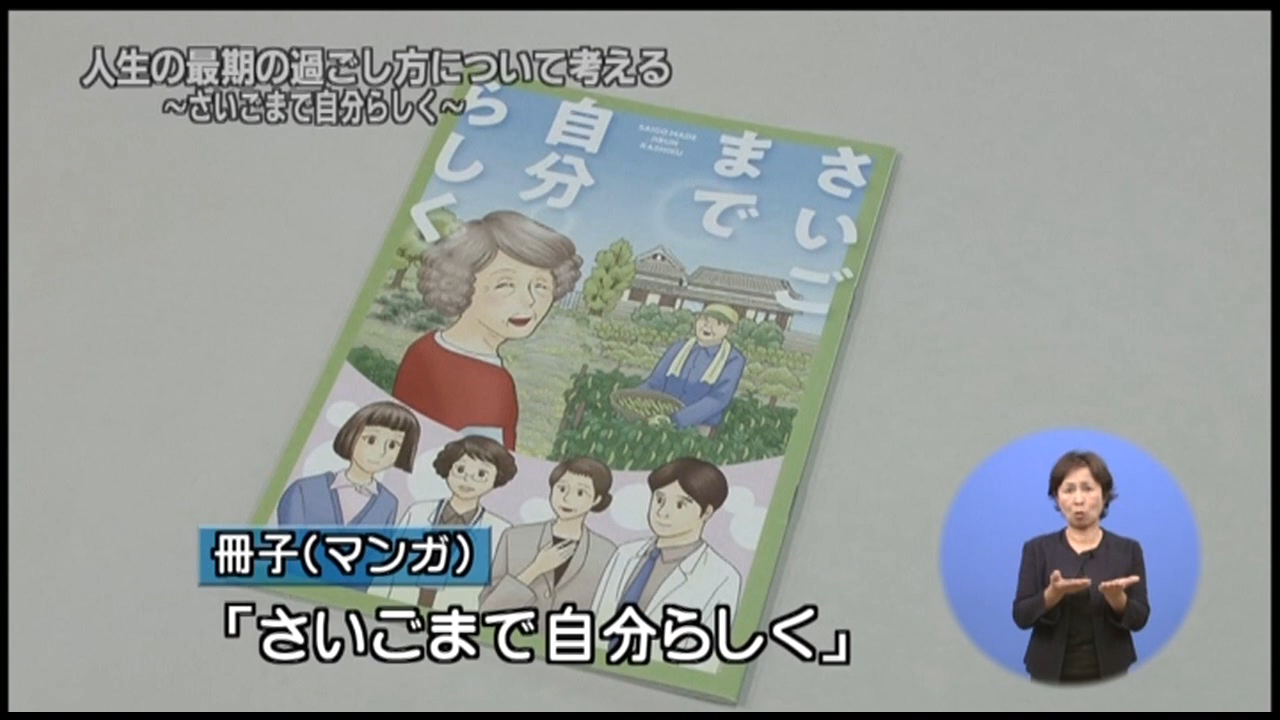 人生の最期の過ごし方について考える
～さいごまで自分らしく～
さいご
まで
SAIGO MADE
JIBUN
RASHIKU
自分
らしく
冊子(マンガ)
「さいごまで自分らしく」